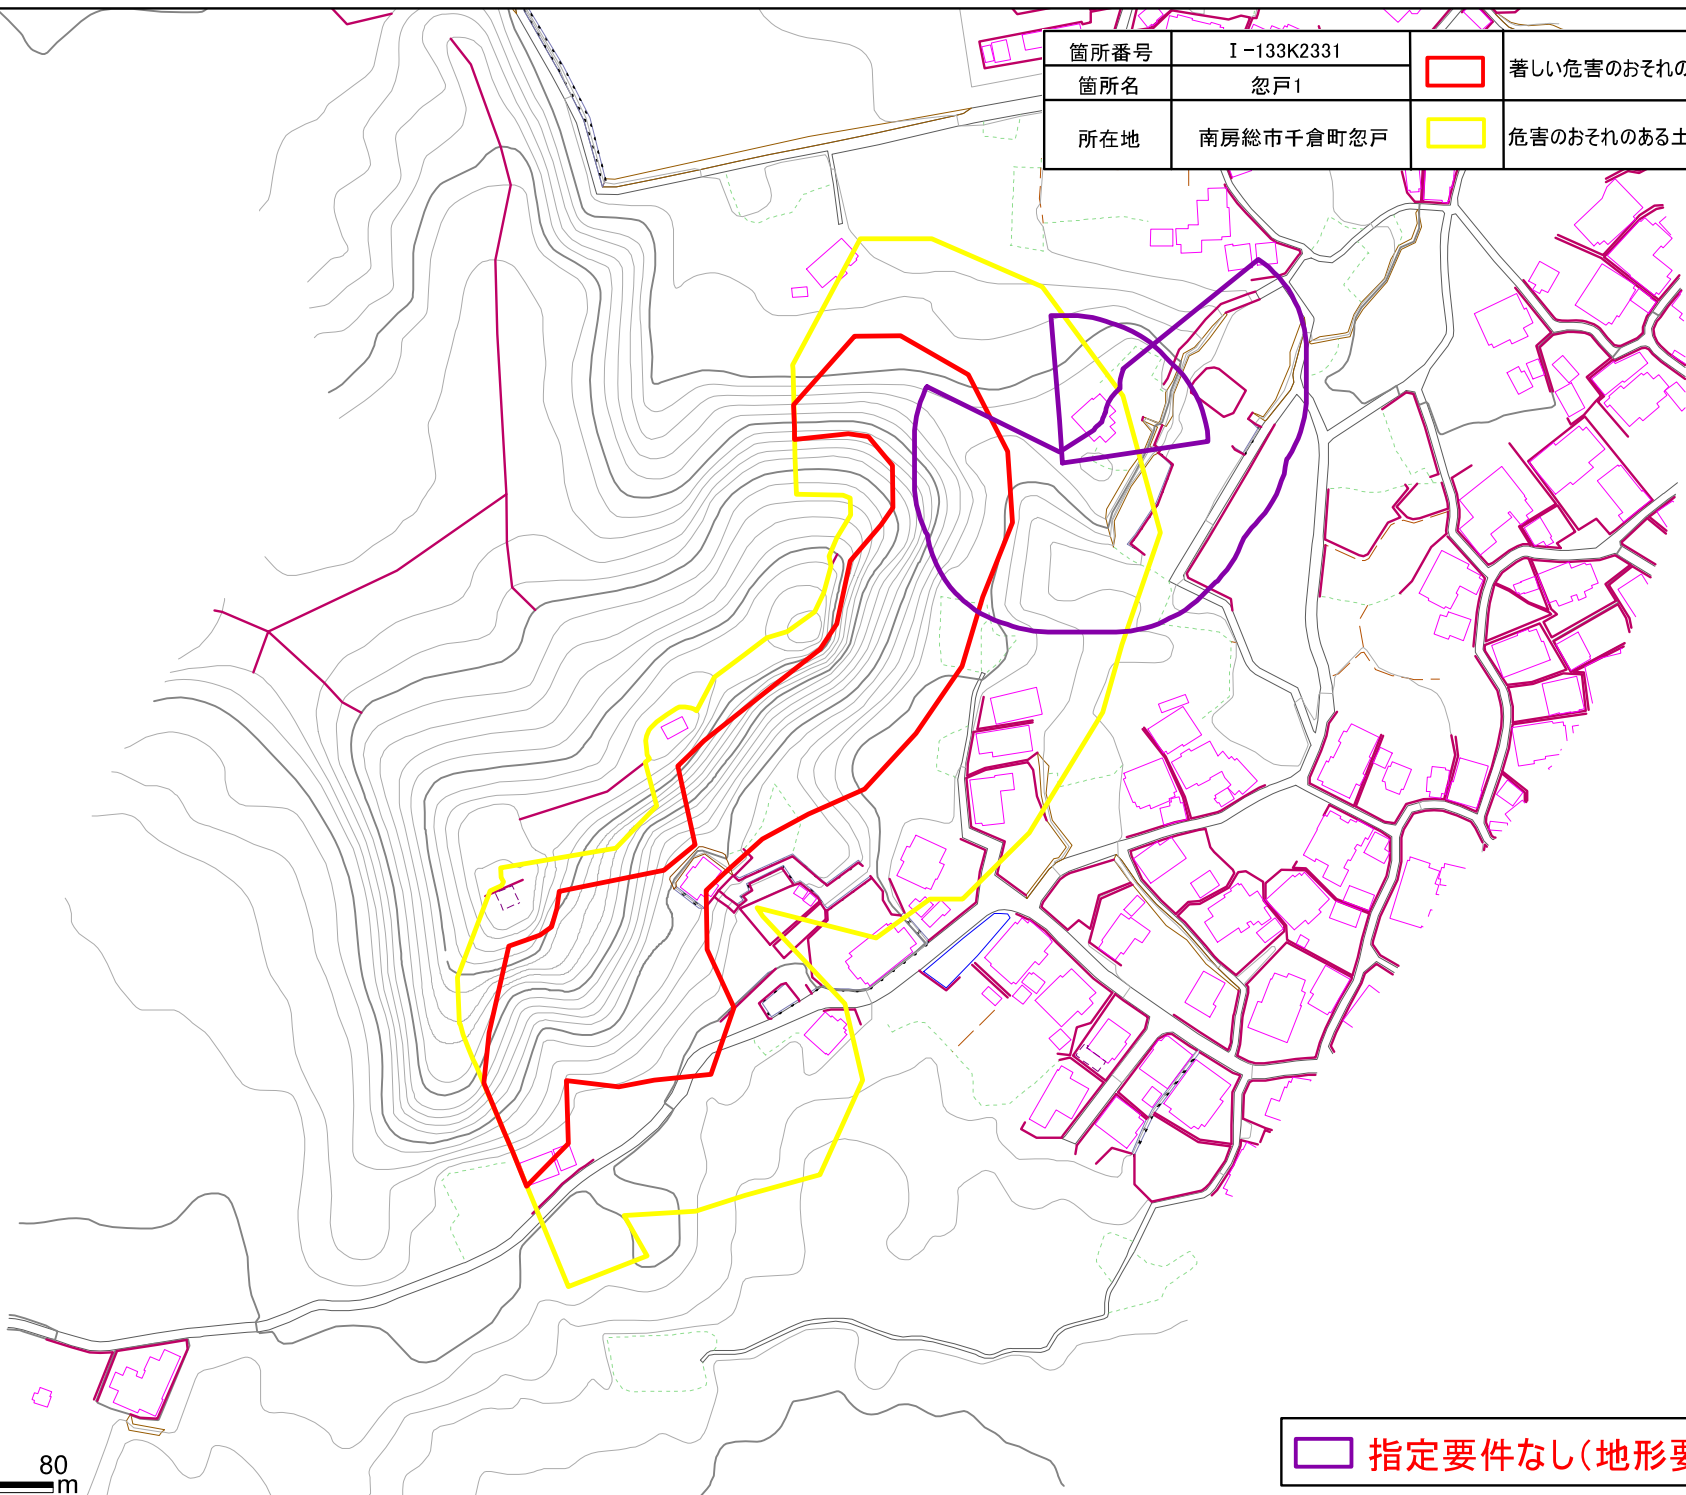 箇所番号 Ⅰ-133K2331
箇所名 忽戸1
所在地 南房総市千倉町忽戸
著しい危害のおそれの
危害のおそれのある土
80
m
指定要件なし(地形要